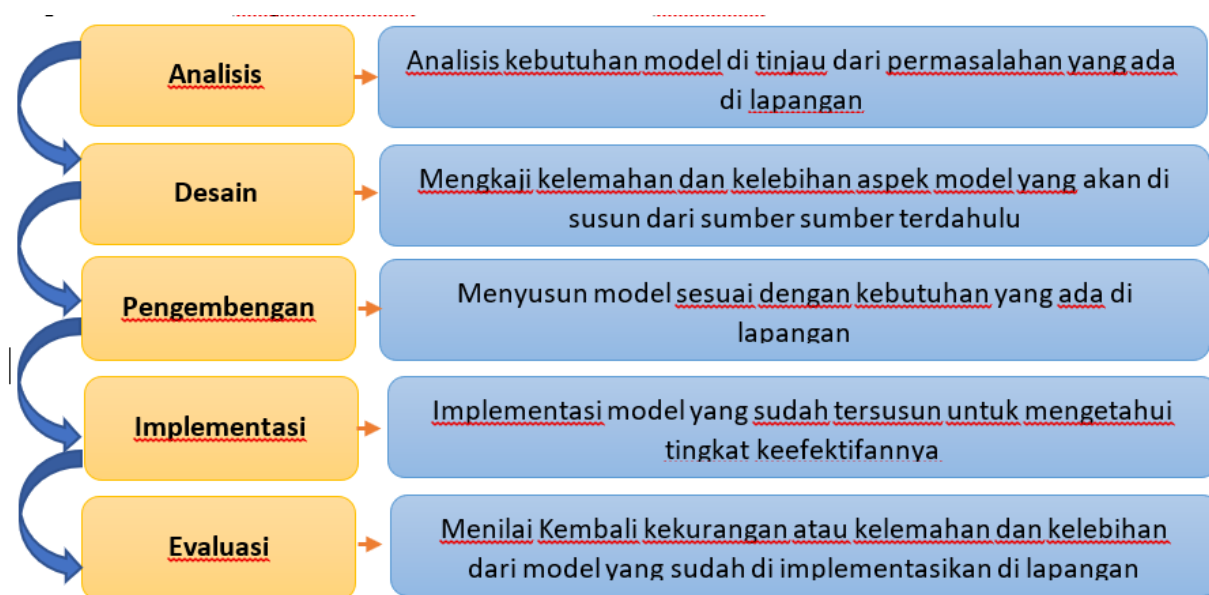 Analisis
Analisis kebutuhan model di tinjau dari permasalahan yang ada
di lapangan
Desain
Mengkaji kelemahan dan kelebihan aspek model yang akan di
susun dari sumber sumber terdahulu
Pengembengan
Menyusun model sesuai dengan kebutuhan yang ada di
lapangan
Implementasi
Implementasi model yang sudah tersusun untuk mengetahui
tingkat keefektifannya
Evaluasi
Menilai Kembali kekurangan atau kelemahan dan kelebihan
dari model yang sudah di implementasikan di lapangan